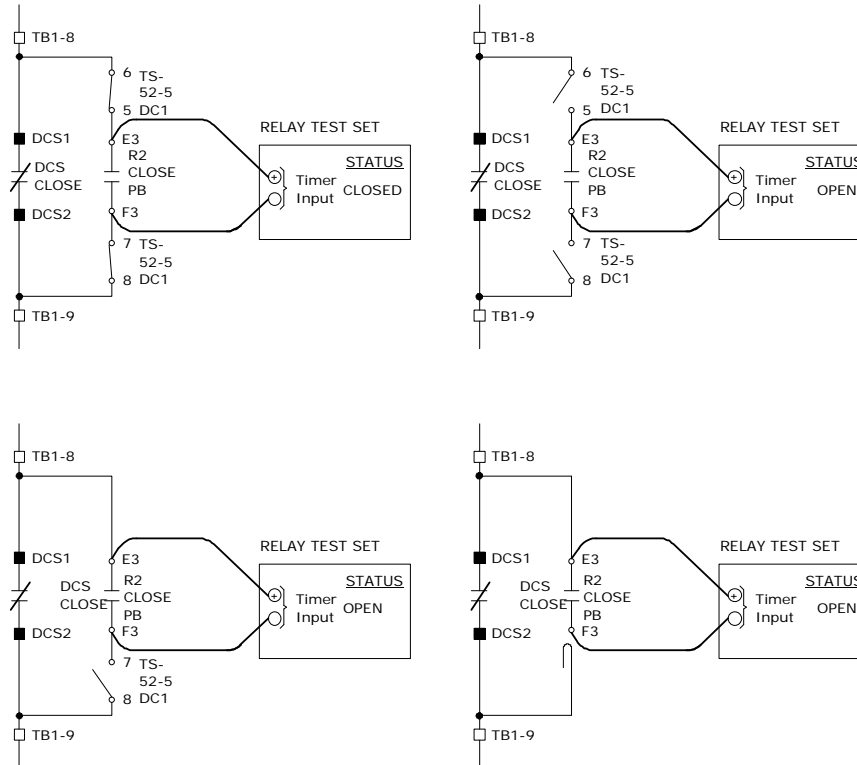 TB1-8
6 TS-
52-5
5 DC1
RELAY TEST SET
DCS1
E3
R2
STATUS
DCS
CLOSE
CLOSE
PB
+
Timer
Input
CLOSED
DCS2
F3
7 TS-
52-5
8 DC1
TB1-9
TB1-8
6 TS-
52-5
5 DC1
RELAY TEST SET
DCS1
E3
R2
STATUS
DCS
CLOSE
CLOSE
PB
+
Timer
Input
OPEN
DCS2
F3
7 TS-
52-5
8 DC1
TB1-9
TB1-8
RELAY TEST SET
DCS1
E3
R2
STATUS
DCS
CLOSE
CLOSE
PB
+
Timer
Input
OPEN
DCS2
F3
7 TS-
52-5
8 DC1
TB1-9
TB1-8
RELAY TEST SET
DCS1
E3
R2
STATUS
DCS
CLOSE
CLOSE
PB
+
Timer
Input
OPEN
DCS2
F3
TB1-9